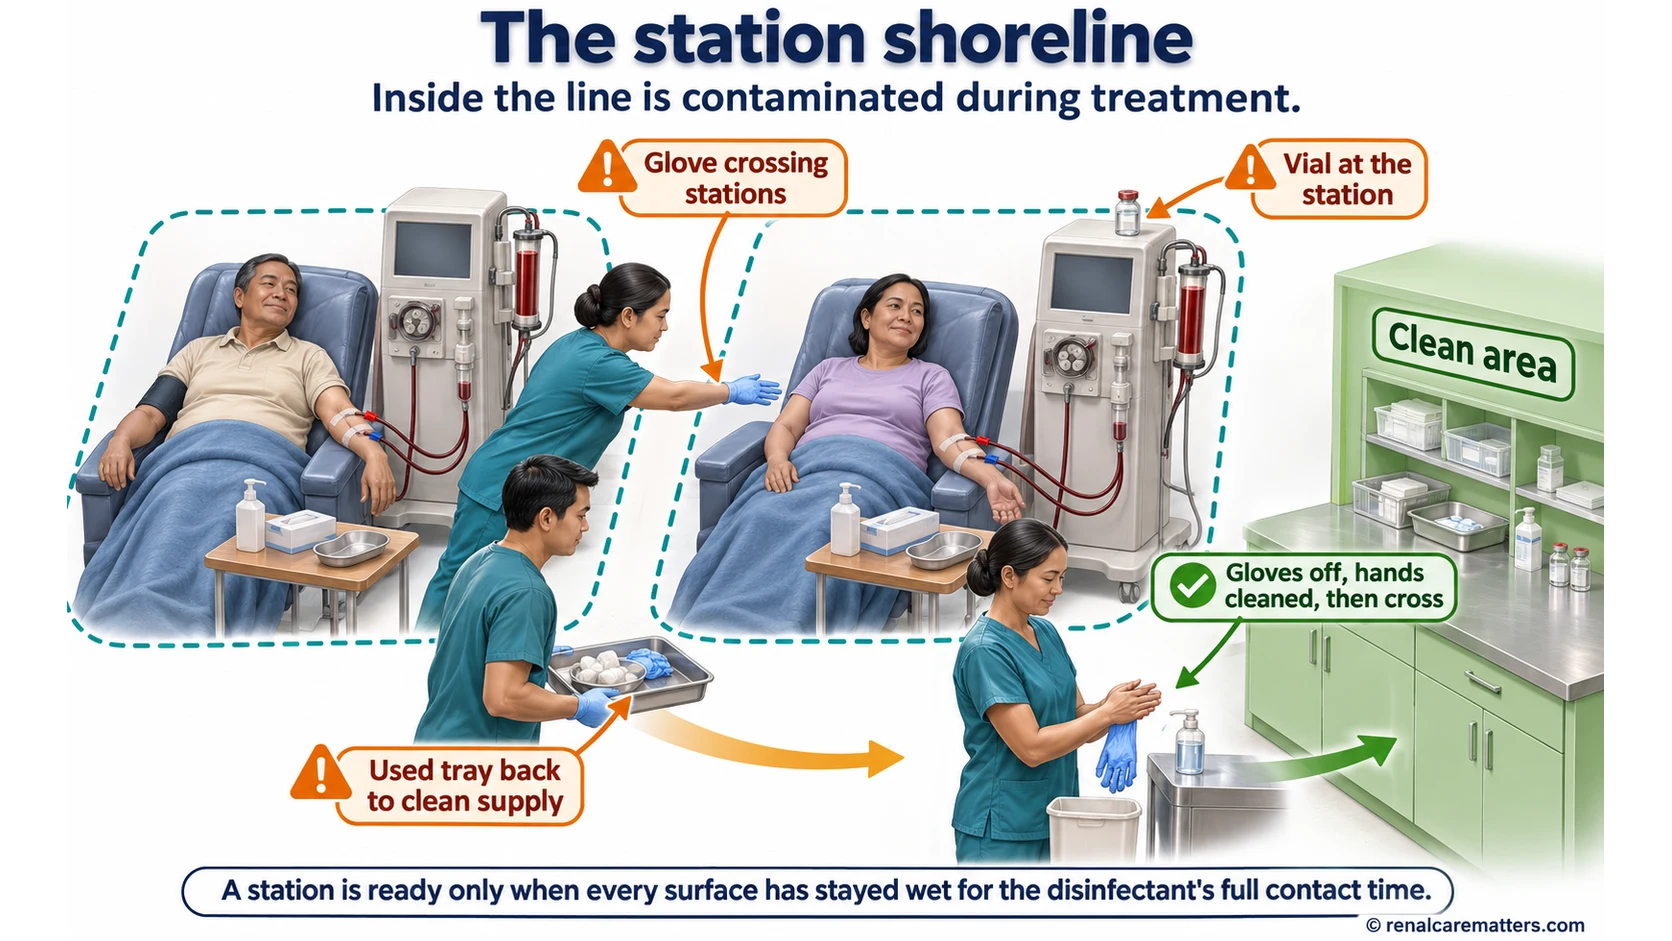 The station shoreline
Inside the line is contaminated during treatment.
Glove crossing
stations
Vial at the
station
Clean area
Gloves off, hands
cleaned, then cross
Used tray back
to clean supply
A station is ready only when every surface has stayed wet for the disinfectant's full contact time.
© renalcarematters.com